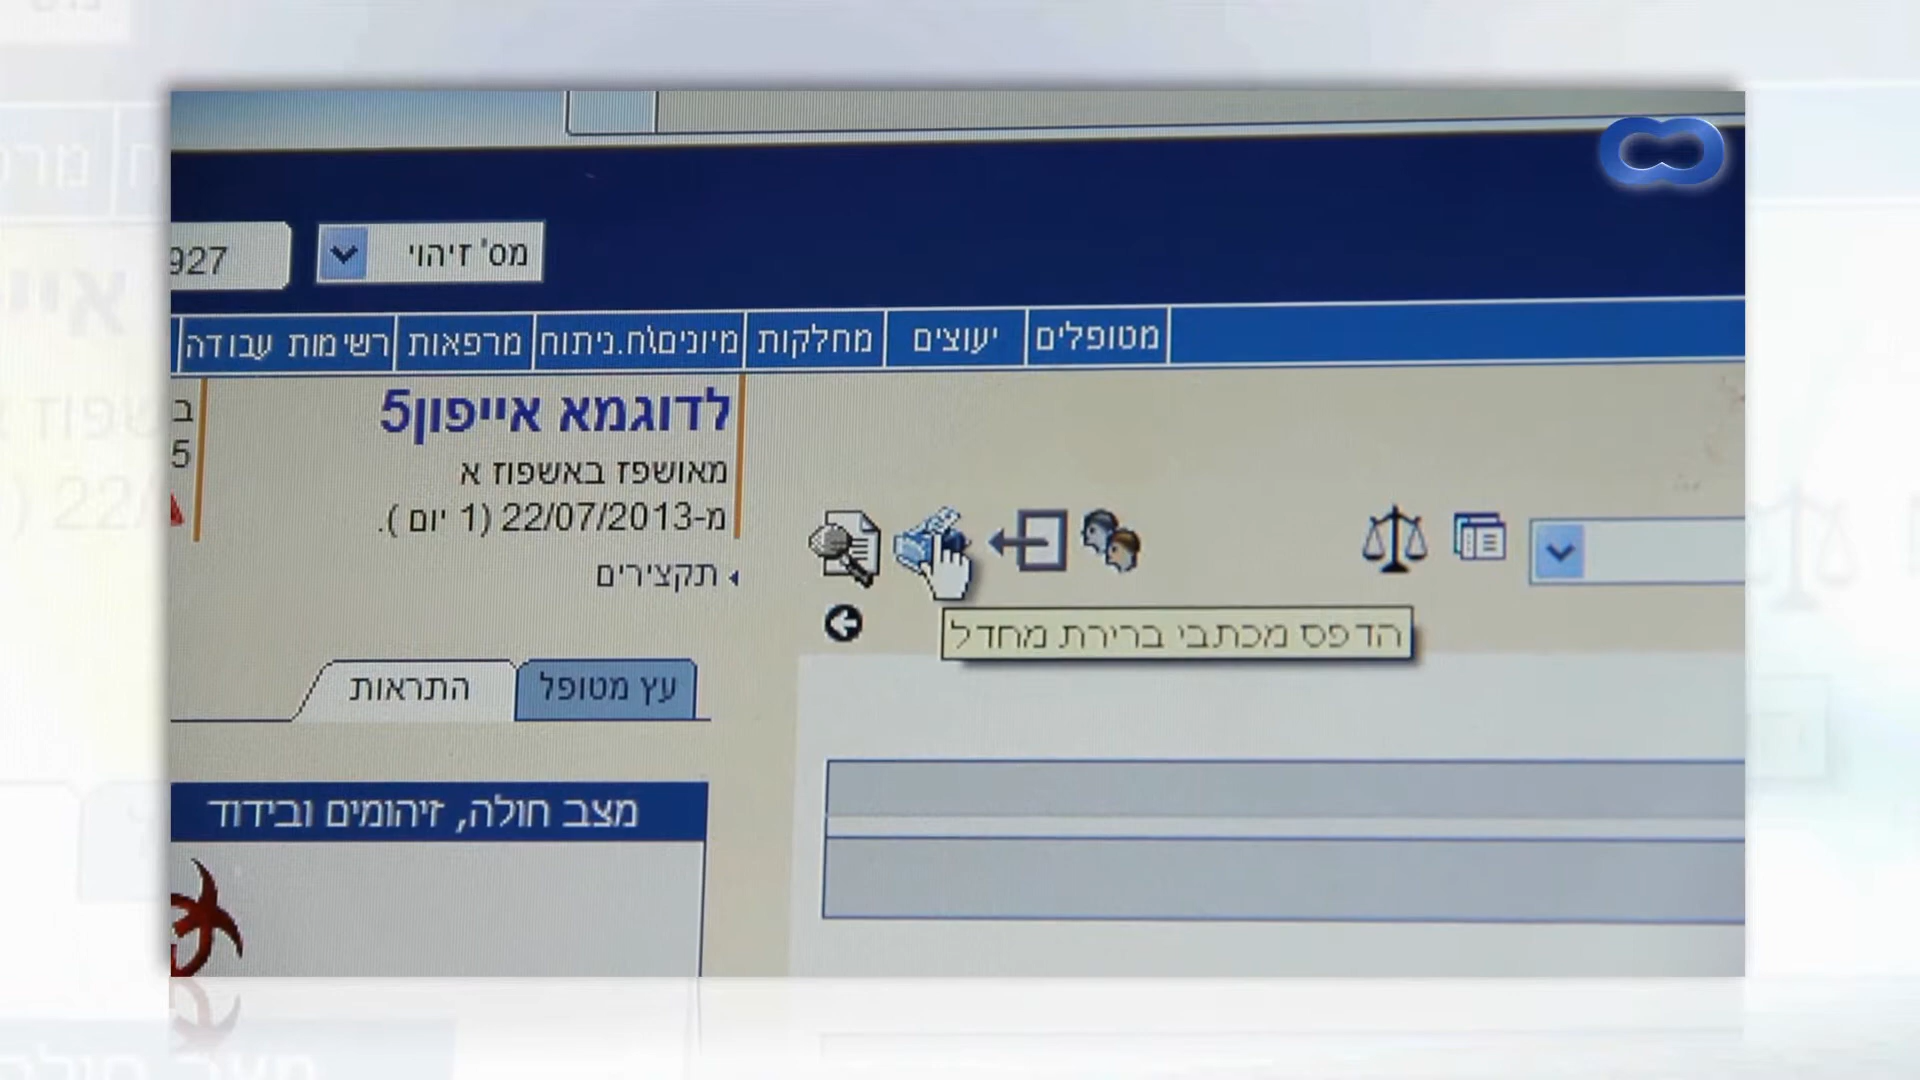 מס' זיהוי
927
מטופלים
יעוצים
מחלקות
מיונים\ח.ניתוח
מרפאות
רשימות עבודה
לדוגמא אייפון5
מאושפז באשפוז א
מ-22/07/2013 (1 יום ).
תקצירים
ב
5
הדפס מכתבי ברירת מחדל
עץ מטופל
התראות
מצב חולה, זיהומים ובידוד